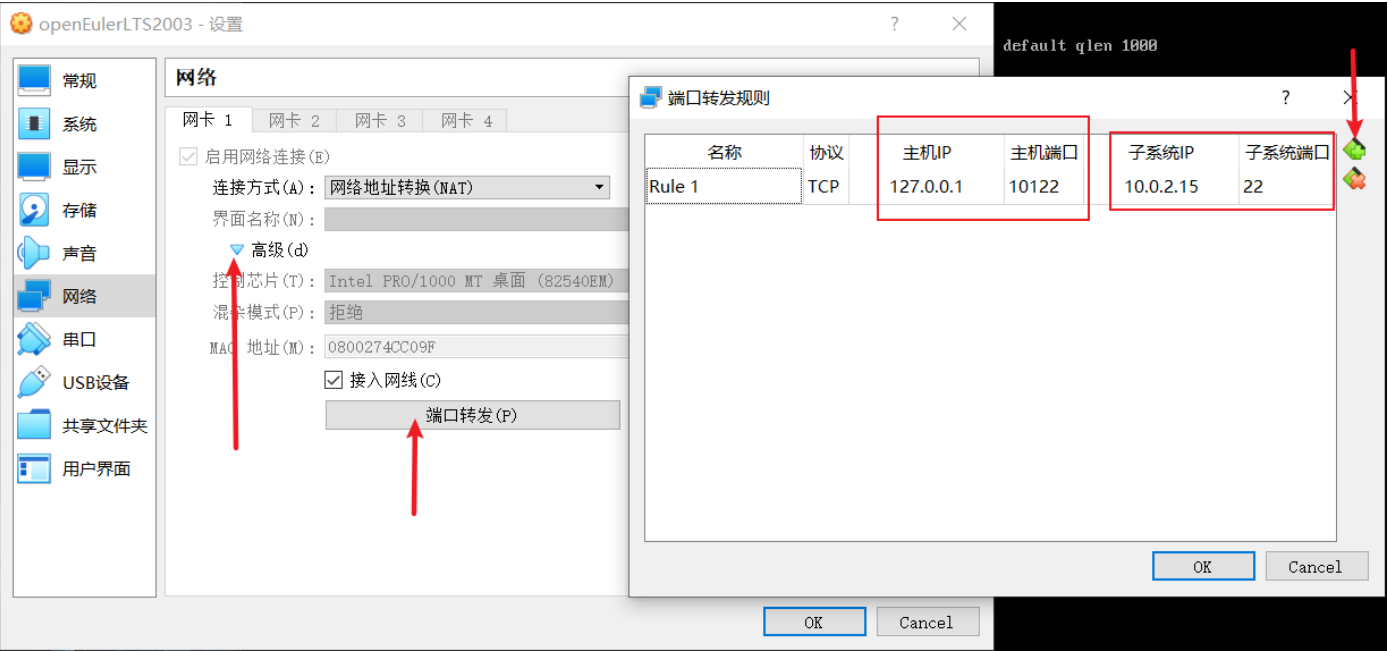 openEulerLTS2003 - 设置
?
default qlen 1000
常规
系统
显示
存储
声音
网络
串口
USB设备
共享文件夹
用户界面
网络
网卡 1
网卡 2
网卡 3
网卡 4
启用网络连接(E)
连接方式(A): 网络地址转换(NAT)
界面名称(N):
高级(d)
控制芯片(T): Intel PRO/1000 MT 桌面 (82540EM)
混杂模式(P): 拒绝
MAC 地址(M): 0800274CC09F
接入网线(C)
端口转发(P)
OK
Cancel
端口转发规则
?
名称 协议 主机IP 主机端口 子系统IP 子系统端口
Rule 1 TCP 127.0.0.1 10122 10.0.2.15 22
OK
Cancel